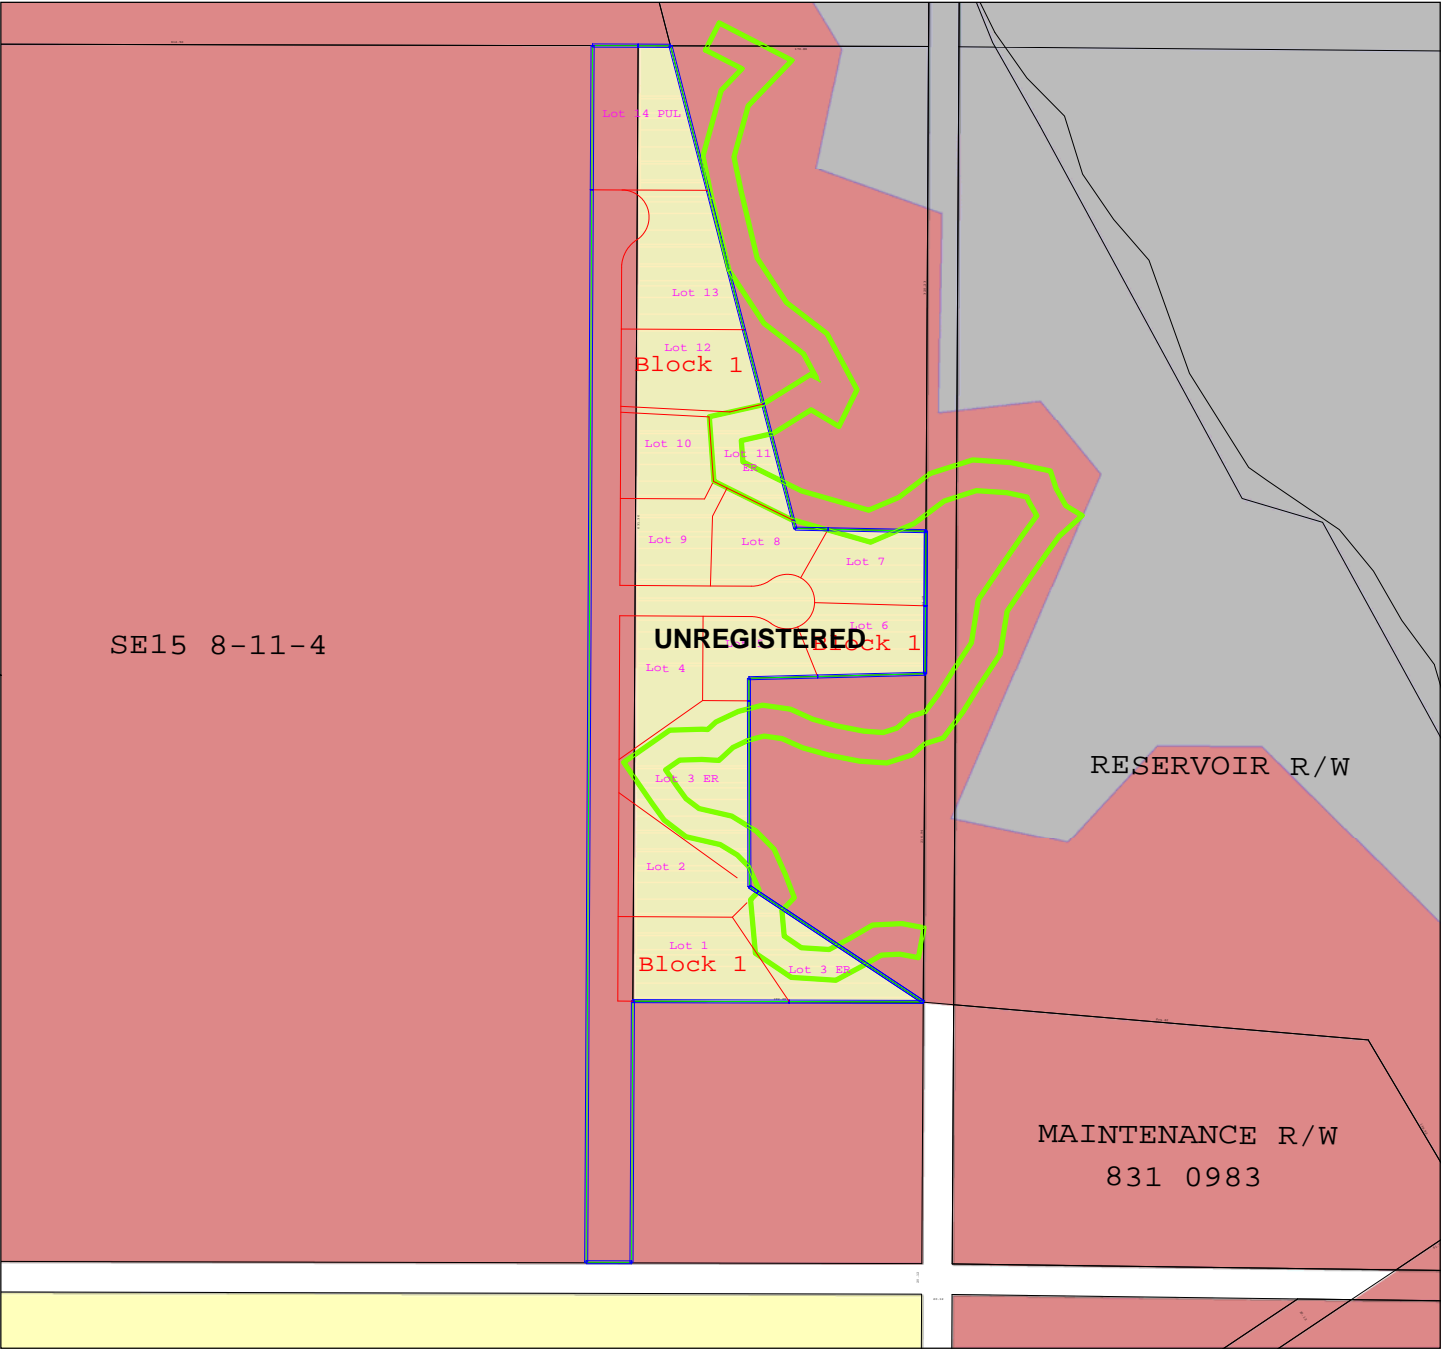 Lot 14 PUL
Lot 13
Lot 12
Block 1
Lot 10
Lot 11
ER
Lot 9
Lot 8
Lot 7
Lot 6
UNREGISTERED
Block 1
SE15 8-11-4
Lot 4
RESERVOIR R/W
Lot 3 ER
Lot 2
Lot 1
Block 1
Lot 3 ER
MAINTENANCE R/W
831 0983